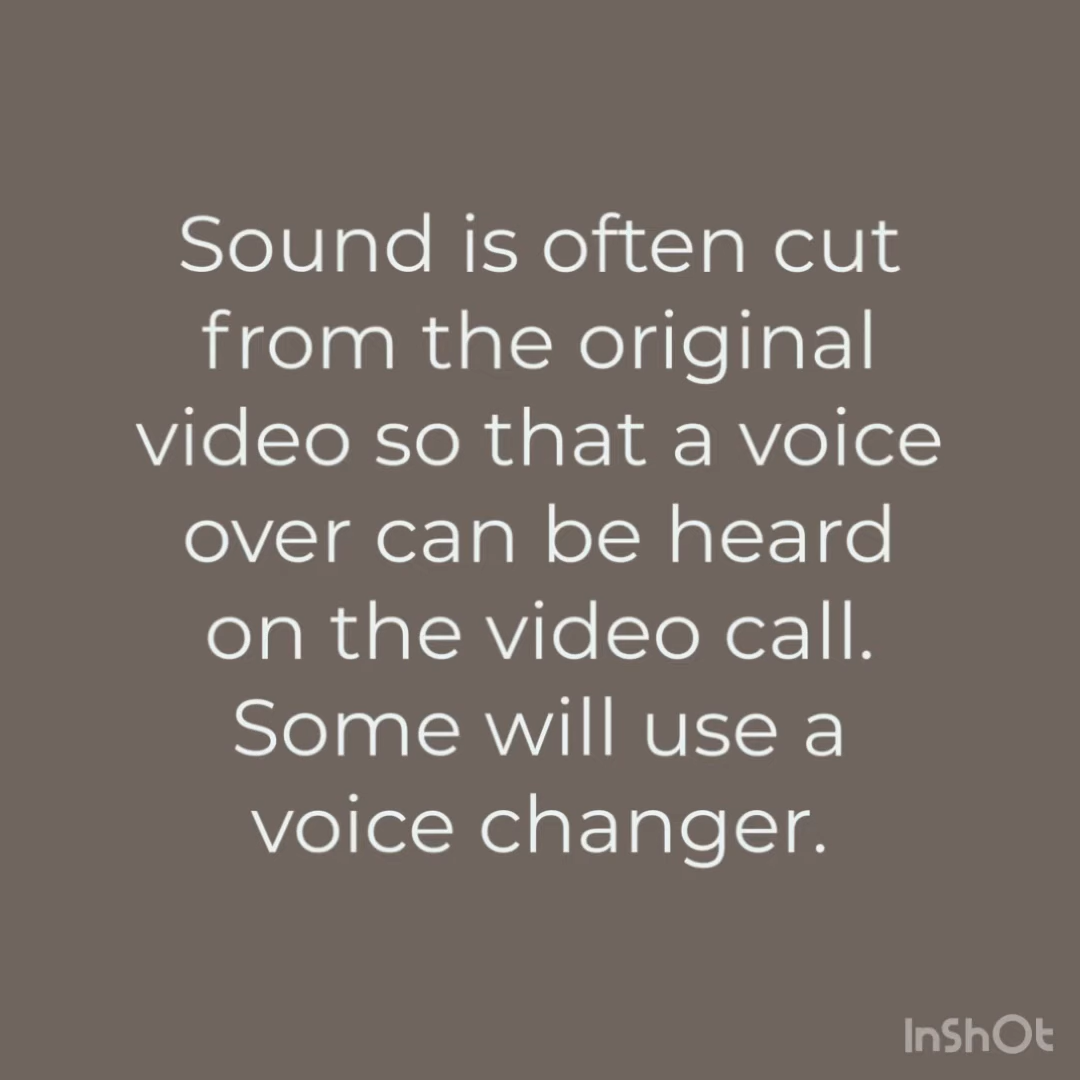 Sound is often cut
from the original
video so that a voice
over can be heard
on the video call.
Some will use a
voice changer.
InShOt